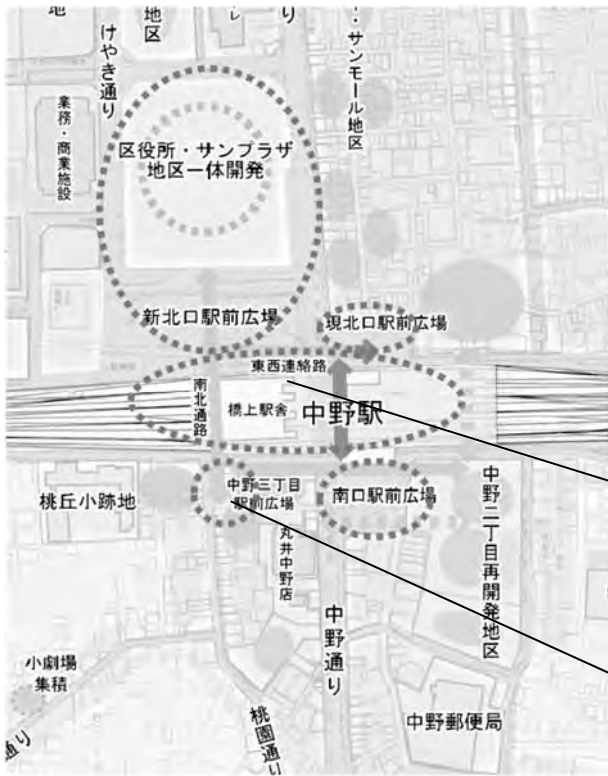 地
地区
けやき通り
業務・商業施設
区役所・サンプラザ
地区一体開発
・サンモール地区
新北口駅前広場
現北口駅前広場
東西連絡路
南北通路
橋上駅舎
中野駅
桃丘小跡地
中野三丁目
駅前広場
南口駅前広場
丸井中野店
中野二丁目再開発地区
中野通り
小劇場
集積
通り
桃園通り
中野郵便局